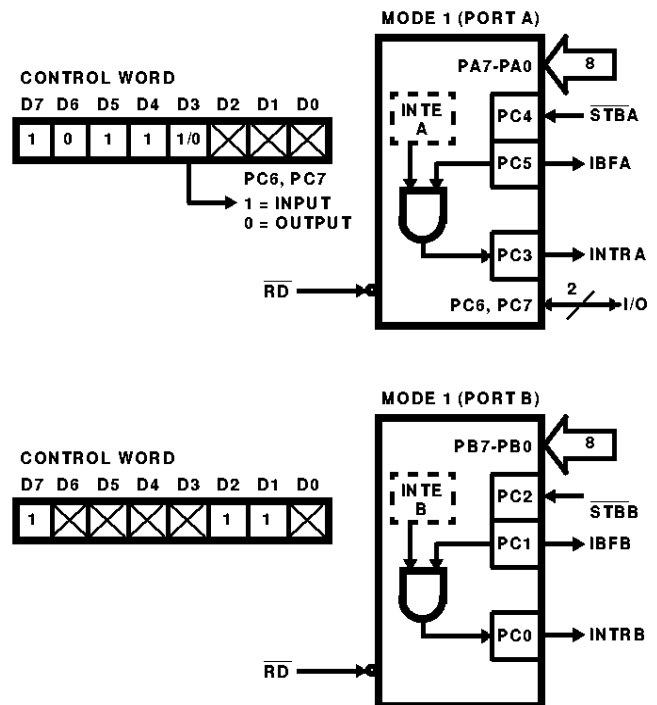 MODE 1 (PORT A)
CONTROL WORD
D7 D6 D5 D4 D3 D2 D1 D0
1 0 1 1 1/0
PC6, PC7
1 = INPUT
0 = OUTPUT
RD
PA7-PA0
8
INTE
A
PC4
STBA
PC5
IBFA
PC3
INTRA
PC6, PC7
2
I/O
MODE 1 (PORT B)
CONTROL WORD
D7 D6 D5 D4 D3 D2 D1 D0
1 1 1
RD
PB7-PB0
8
INTE
B
PC2
STBB
PC1
IBFB
PC0
INTRB